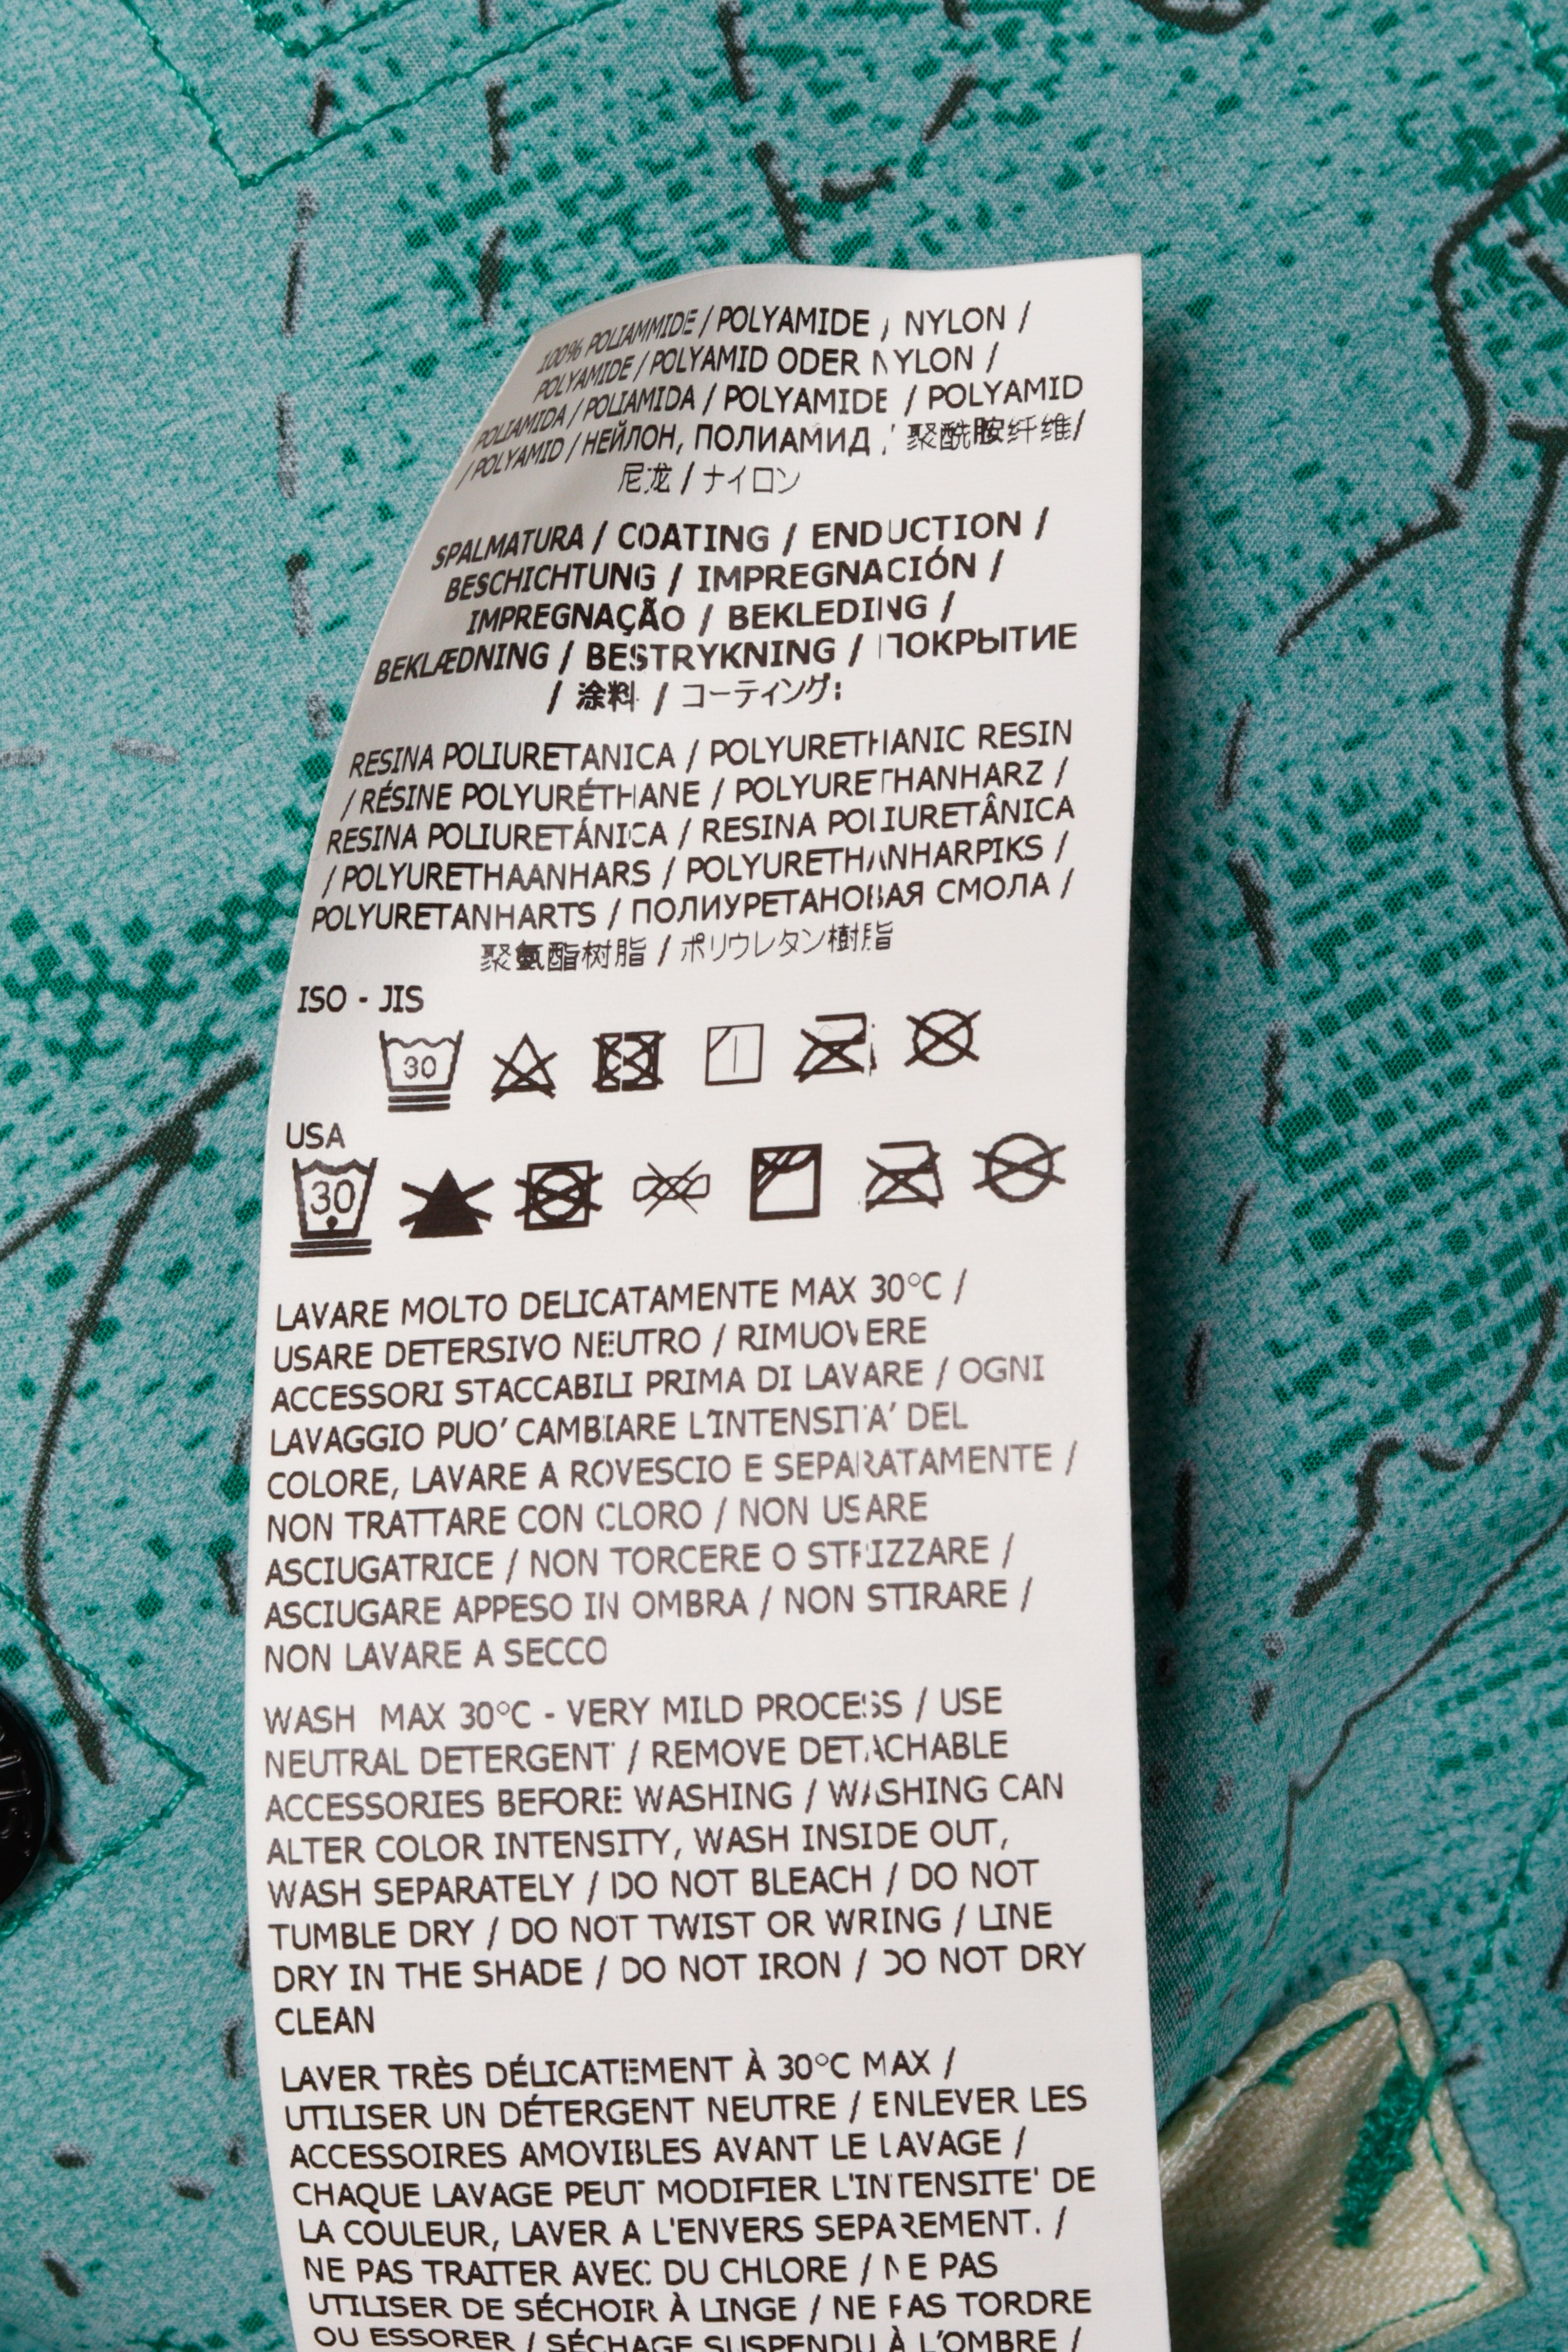 100% POLIAMMIDE / POLYAMIDE / NYLON /
POLYAMIDE / POLYAMID ODER NYLON /
POLIAMIDA / POLIAMIDA / POLYAMIDE / POLYAMID
/ POLYAMID / НЕЙЛОН, ПОЛИАМИД / 聚酰胺纤维/
尼龙 / ナイロン
SPALMATURA / COATING / ENDUCTION /
BESCHICHTUNG / IMPREGNACIÓN /
IMPREGNAÇÃO / BEKLEDING /
BEKLÆDNING / BESTRYKNING / ПОКРЫТИЕ
/ 涂料 / コーティング:
RESINA POLIURETANICA / POLYURETHANIC RESIN
/ RÉSINE POLYURÉTHANE / POLYURETHANHARZ /
RESINA POLIURETÁNICA / RESINA POLIURETÂNICA
/ POLYURETHAANHARS / POLYURETHANHARPIKS /
POLYURETANHARTS / ПОЛИУРЕТАНОВАЯ СМОЛА /
聚氨酯树脂 / ポリウレタン樹脂
ISO - JIS
30
USA
30
LAVARE MOLTO DELICATAMENTE MAX 30°C /
USARE DETERSIVO NEUTRO / RIMUOVERE
ACCESSORI STACCABILI PRIMA DI LAVARE / OGNI
LAVAGGIO PUO' CAMBIARE L'INTENSITA' DEL
COLORE, LAVARE A ROVESCIO E SEPARATAMENTE /
NON TRATTARE CON CLORO / NON USARE
ASCIUGATRICE / NON TORCERE O STRIZZARE /
ASCIUGARE APPESO IN OMBRA / NON STIRARE /
NON LAVARE A SECCO
WASH MAX 30°C - VERY MILD PROCESS / USE
NEUTRAL DETERGENT / REMOVE DETACHABLE
ACCESSORIES BEFORE WASHING / WASHING CAN
ALTER COLOR INTENSITY, WASH INSIDE OUT,
WASH SEPARATELY / DO NOT BLEACH / DO NOT
TUMBLE DRY / DO NOT TWIST OR WRING / LINE
DRY IN THE SHADE / DO NOT IRON / DO NOT DRY
CLEAN
LAVER TRÈS DÉLICATEMENT À 30°C MAX /
UTILISER UN DÉTERGENT NEUTRE / ENLEVER LES
ACCESSOIRES AMOVIBLES AVANT LE LAVAGE /
CHAQUE LAVAGE PEUT MODIFIER L'INTENSITE' DE
LA COULEUR, LAVER A L'ENVERS SEPAREMENT. /
NE PAS TRAITER AVEC DU CHLORE / NE PAS
UTILISER DE SÉCHOIR À LINGE / NE PAS TORDRE
OU ESSORER / SÉCHAGE SUSPENDU À L'OMBRE /